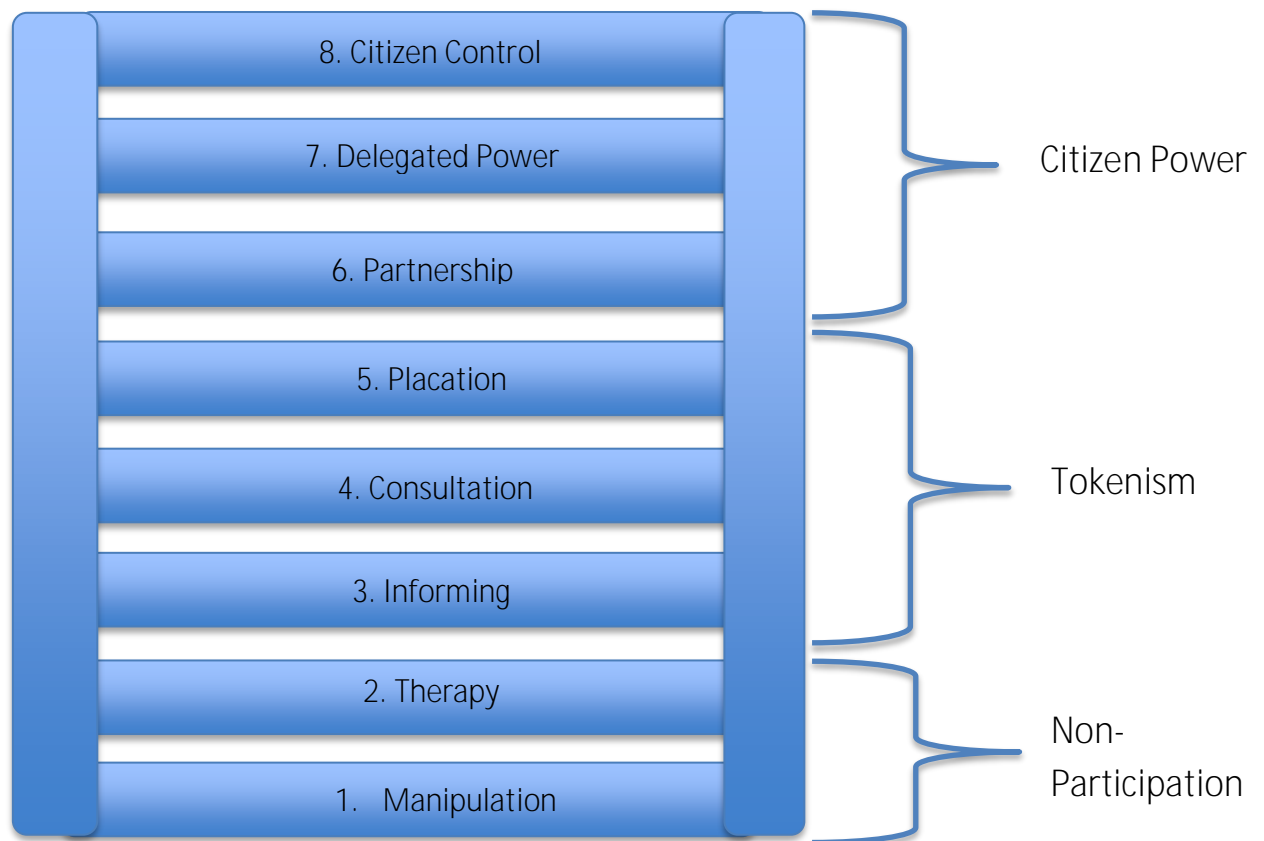 8. Citizen Control
7. Delegated Power
Citizen Power
6. Partnership
5. Placation
4. Consultation
Tokenism
3. Informing
2. Therapy
Non-
Participation
1. Manipulation